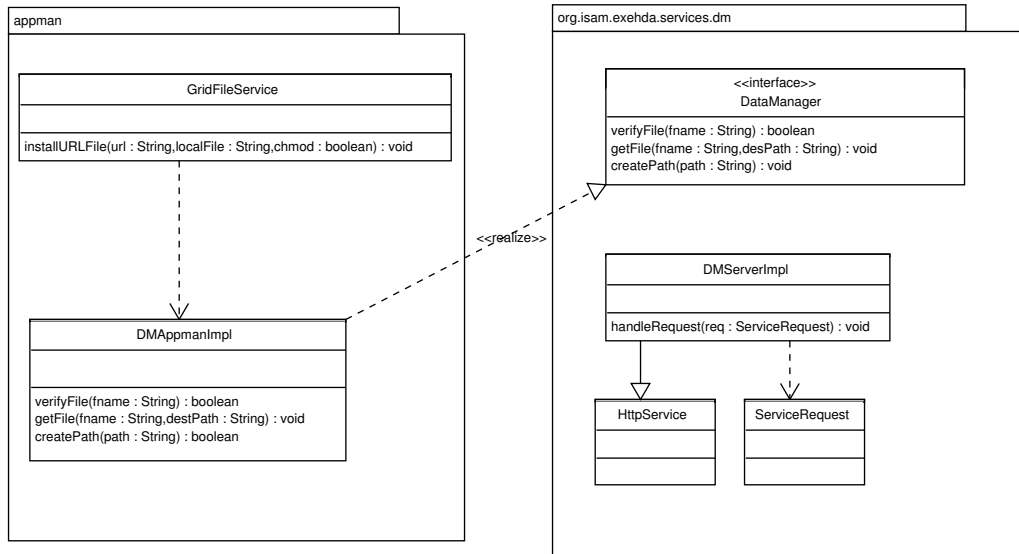 appman
GridFileService
installURLFile(url : String,localFile : String,chmod : boolean) : void
DMAppmanImpl
verifyFile(fname : String) : boolean
getFile(fname : String,destPath : String) : void
createPath(path : String) : boolean
<<realize>>
org.isam.exehda.services.dm
<<interface>>
DataManager
verifyFile(fname : String) : boolean
getFile(fname : String,desPath : String) : void
createPath(path : String) : void
DMServerImpl
handleRequest(req : ServiceRequest) : void
HttpService
ServiceRequest